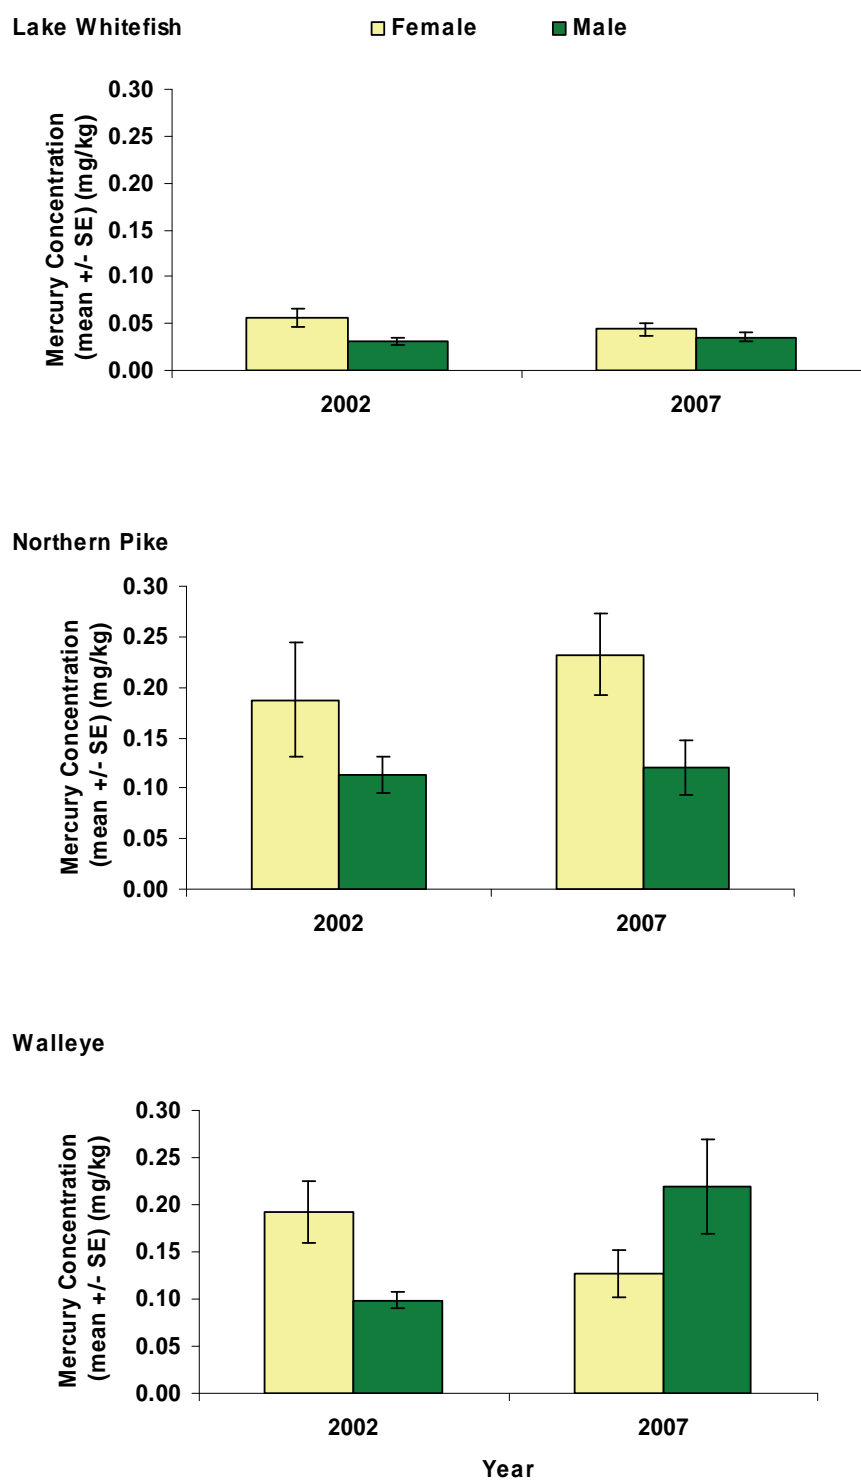 Lake Whitefish
Female
Male
Mercury Concentration
(mean +/- SE) (mg/kg)
0.30
0.25
0.20
0.15
0.10
0.05
0.00
2002
2007
Northern Pike
Mercury Concentration
(mean +/- SE) (mg/kg)
0.30
0.25
0.20
0.15
0.10
0.05
0.00
2002
2007
Walleye
Mercury Concentration
(mean +/- SE) (mg/kg)
0.30
0.25
0.20
0.15
0.10
0.05
0.00
2002
2007
Year